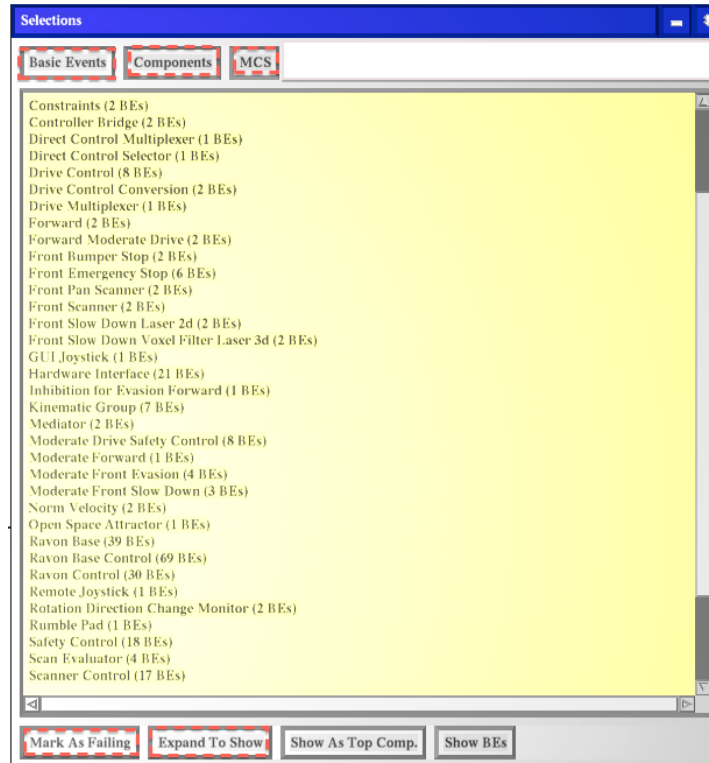 Selections
Basic Events Components MCS
Constraints (2 BEs)
Controller Bridge (2 BEs)
Direct Control Multiplexer (1 BEs)
Direct Control Selector (1 BEs)
Drive Control (8 BEs)
Drive Control Conversion (2 BEs)
Drive Multiplexer (1 BEs)
Forward (2 BEs)
Forward Moderate Drive (2 BEs)
Front Bumper Stop (2 BEs)
Front Emergency Stop (6 BEs)
Front Pan Scanner (2 BEs)
Front Scanner (2 BEs)
Front Slow Down Laser 2d (2 BEs)
Front Slow Down Voxel Filter Laser 3d (2 BEs)
GUI Joystick (1 BEs)
Hardware Interface (21 BEs)
Inhibition for Evasion Forward (1 BEs)
Kinematic Group (7 BEs)
Mediator (2 BEs)
Moderate Drive Safety Control (8 BEs)
Moderate Forward (1 BEs)
Moderate Front Evasion (4 BEs)
Moderate Front Slow Down (3 BEs)
Norm Velocity (2 BEs)
Open Space Attractor (1 BEs)
Ravon Base (39 BEs)
Ravon Base Control (69 BEs)
Ravon Control (30 BEs)
Remote Joystick (1 BEs)
Rotation Direction Change Monitor (2 BEs)
Rumble Pad (1 BEs)
Safety Control (18 BEs)
Scan Evaluator (4 BEs)
Scanner Control (17 BEs)
Mark As Failing Expand To Show Show As Top Comp. Show BEs